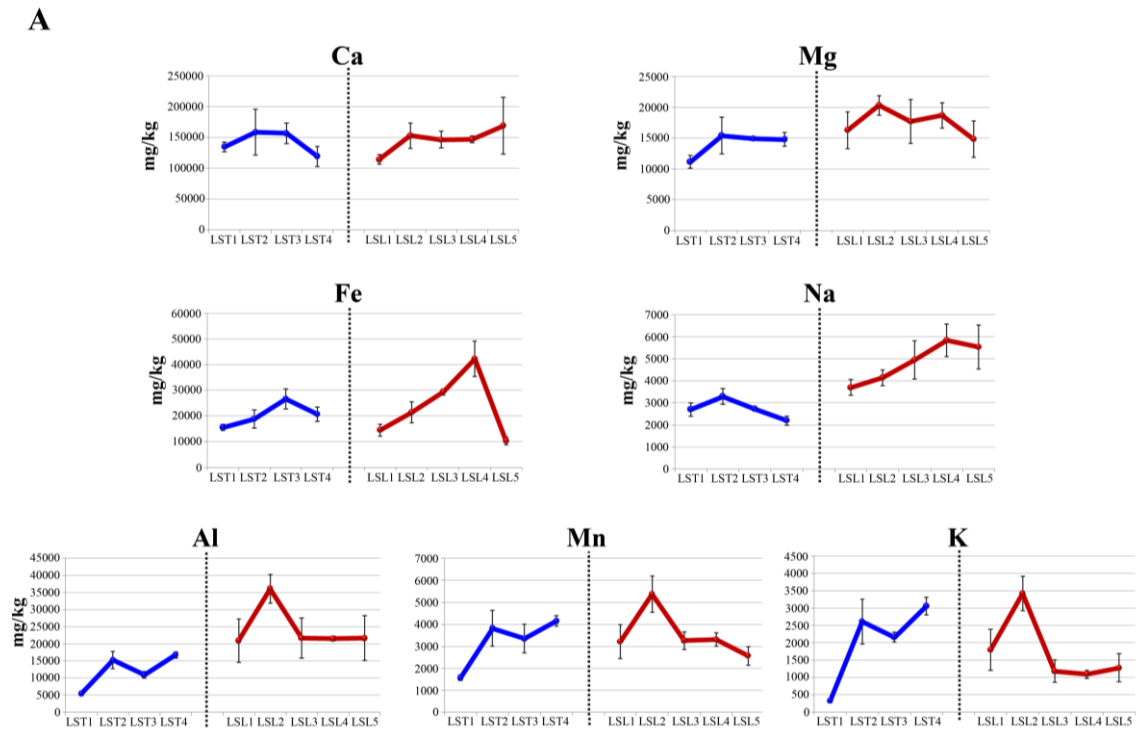 A
Ca
Mg
250000
200000
150000
100000
50000
0
mg/kg
LST1 LST2 LST3 LST4 LSL1 LSL2 LSL3 LSL4 LSL5
25000
20000
15000
10000
5000
0
mg/kg
LST1 LST2 LST3 LST4 LSL1 LSL2 LSL3 LSL4 LSL5
Fe
Na
60000
50000
40000
30000
20000
10000
0
mg/kg
LST1 LST2 LST3 LST4 LSL1 LSL2 LSL3 LSL4 LSL5
7000
6000
5000
4000
3000
2000
1000
0
mg/kg
LST1 LST2 LST3 LST4 LSL1 LSL2 LSL3 LSL4 LSL5
Al
Mn
K
45000
40000
35000
30000
25000
20000
15000
10000
5000
0
mg/kg
LST1 LST2 LST3 LST4 LSL1 LSL2 LSL3 LSL4 LSL5
7000
6000
5000
4000
3000
2000
1000
0
LST1 LST2 LST3 LST4 LSL1 LSL2 LSL3 LSL4 LSL5
4500
4000
3500
3000
2500
2000
1500
1000
500
0
LST1 LST2 LST3 LST4 LSL1 LSL2 LSL3 LSL4 LSL5